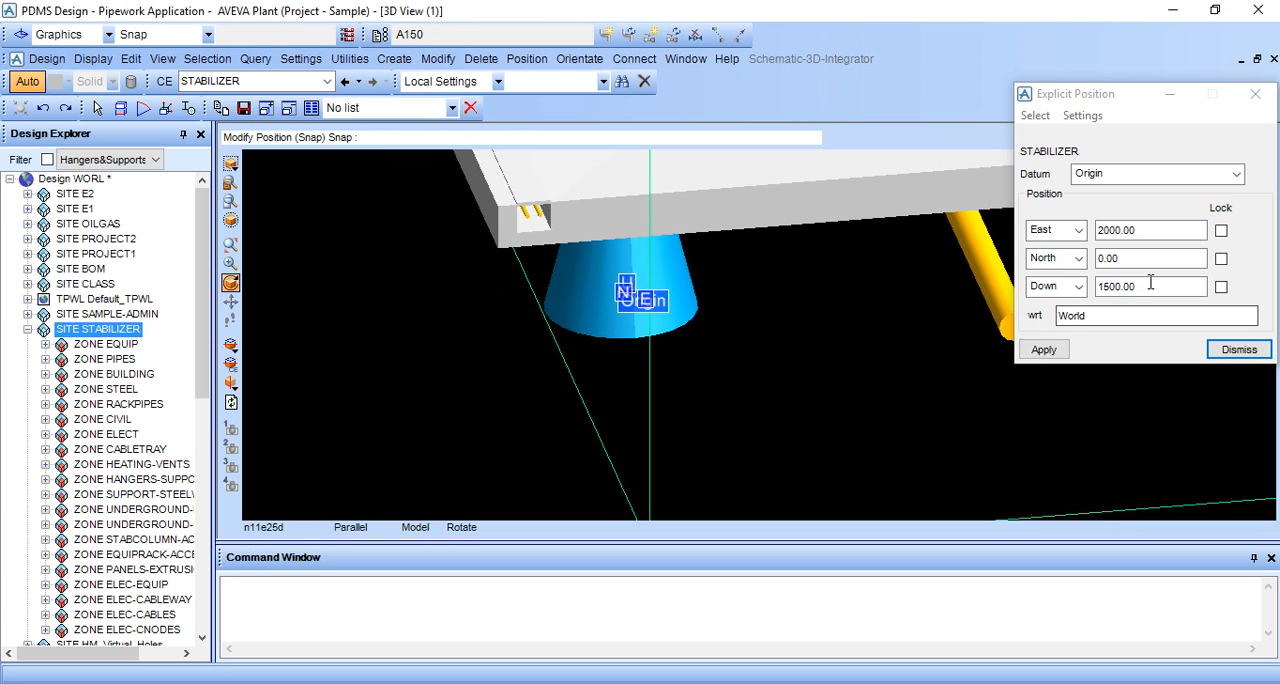 PDMS Design - Pipework Application - AVEVA Plant (Project - Sample) - [3D View (1)]
Graphics Snap A150
Design Display Edit View Selection Query Settings Utilities Create Modify Delete Position Orientate Connect Window Help Schematic-3D-Integrator
Auto Solid CE STABILIZER Local Settings
No list
Design Explorer
Filter Hangers&Supports
Design WORL *
SITE E2
SITE E1
SITE OILGAS
SITE PROJECT2
SITE PROJECT1
SITE BOM
SITE CLASS
TPWL Default_TPWL
SITE SAMPLE-ADMIN
SITE STABILIZER
ZONE EQUIP
ZONE PIPES
ZONE BUILDING
ZONE STEEL
ZONE RACKPIPES
ZONE CIVIL
ZONE ELECT
ZONE CABLETRAY
ZONE HEATING-VENTS
ZONE HANGERS-SUPPC
ZONE SUPPORT-STEEL
ZONE UNDERGROUND-
ZONE UNDERGROUND-
ZONE STABCOLUMN-AC
ZONE EQUIPRACK-ACCE
ZONE PANELS-EXTRUSI
ZONE ELEC-EQUIP
ZONE ELEC-CABLEWAY
ZONE ELEC-CABLES
ZONE ELEC-CNODES
SITE HM_Virtual_Holes
Modify Position (Snap) Snap :
U
N
E
Origin
n11e25d Parallel Model Rotate
Command Window
Explicit Position
Select Settings
STABILIZER
Datum Origin
Position
Lock
East 2000.00
North 0.00
Down 1500.00
wrt World
Apply Dismiss